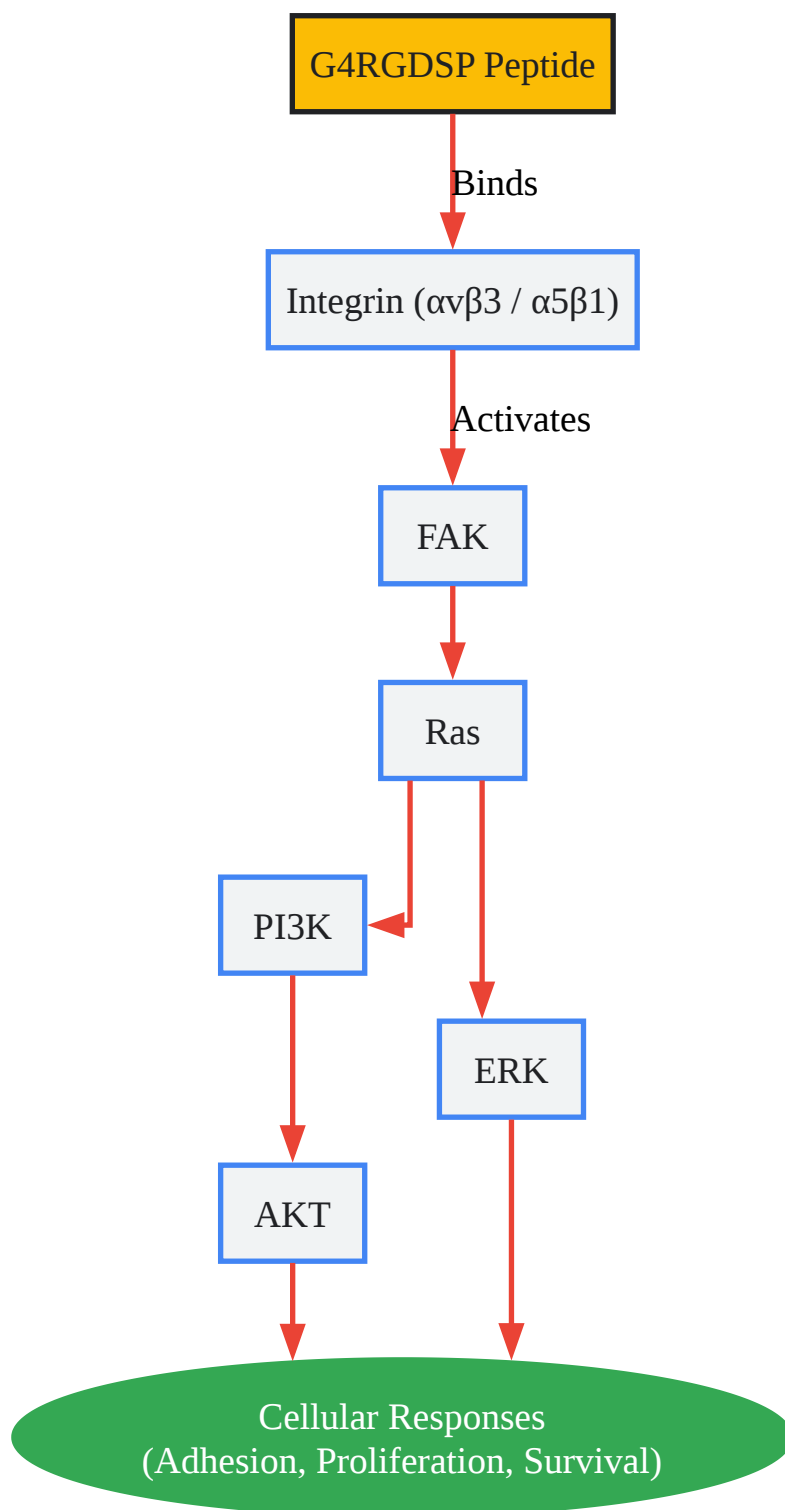 G4RGDSP Peptide
Binds
Integrin (αvβ3 / α5β1)
Activates
FAK
Ras
PI3K
ERK
AKT
Cellular Responses
(Adhesion, Proliferation, Survival)